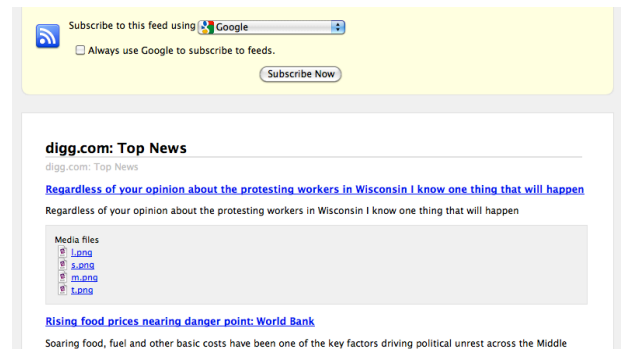 Subscribe to this feed using Google
Always use Google to subscribe to feeds.
Subscribe Now
digg.com: Top News
digg.com: Top News
Regardless of your opinion about the protesting workers in Wisconsin I know one thing that will happen
Regardless of your opinion about the protesting workers in Wisconsin I know one thing that will happen
Media files
l.png
s.png
m.png
t.png
Rising food prices nearing danger point: World Bank
Soaring food, fuel and other basic costs have been one of the key factors driving political unrest across the Middle